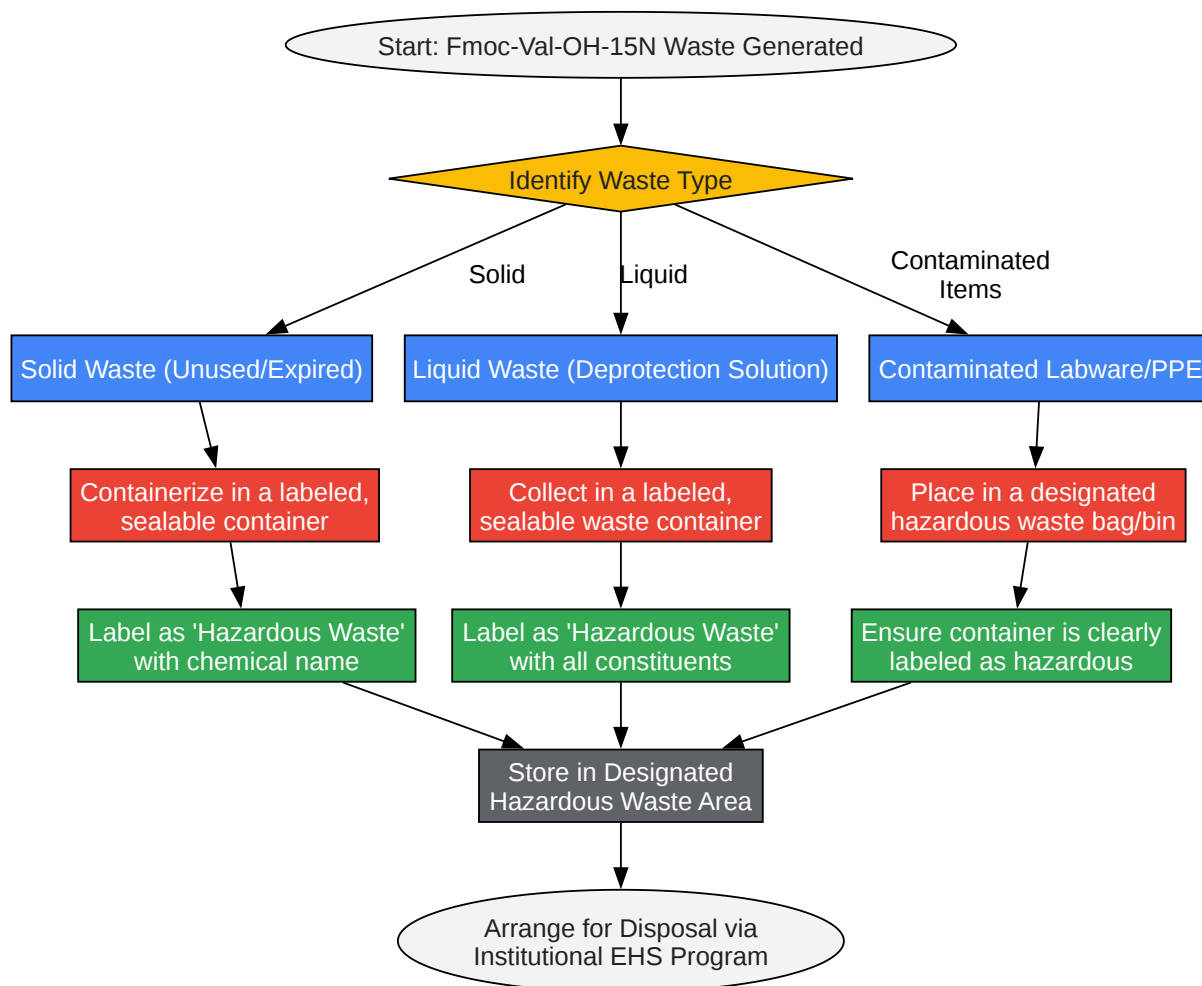 Start: Fmoc-Val-OH-15N Waste Generated
Identify Waste Type
Solid
Liquid
Contaminated
Items
Solid Waste (Unused/Expired)
Liquid Waste (Deprotection Solution)
Contaminated Labware/PPE
Containerize in a labeled,
sealable container
Collect in a labeled,
sealable waste container
Place in a designated
hazardous waste bag/bin
Label as 'Hazardous Waste'
with chemical name
Label as 'Hazardous Waste'
with all constituents
Ensure container is clearly
labeled as hazardous
Store in Designated
Hazardous Waste Area
Arrange for Disposal via
Institutional EHS Program